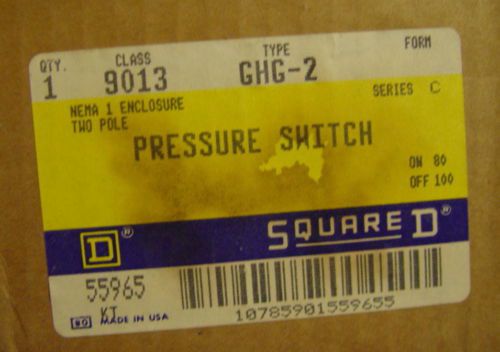 QTY. CLASS TYPE FORM
1 9013 GHG-2
SERIES C
NEMA 1 ENCLOSURE
TWO POLE
PRESSURE SWITCH
ON 80
OFF 100
D® SQUARE D®
55965
KT
MADE IN USA
10785901559655